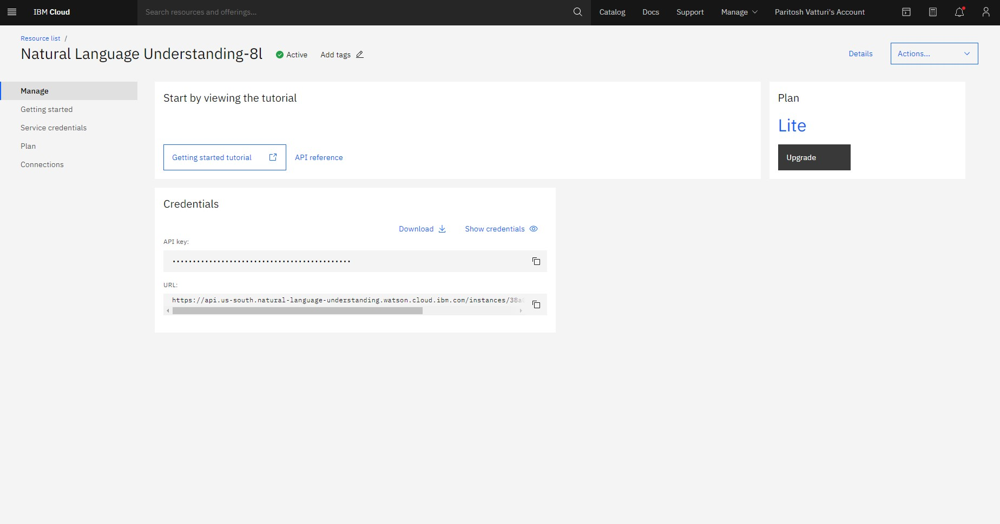 IBM Cloud
Search resources and offerings...
Catalog
Docs
Support
Manage
Paritosh Vatturi's Account
Resource list /
Natural Language Understanding-8l
Active
Add tags
Details
Actions...
Manage
Getting started
Service credentials
Plan
Connections
Start by viewing the tutorial
Getting started tutorial
API reference
Plan
Lite
Upgrade
Credentials
Download
Show credentials
API key:
••••••••••••••••••••••••••••••••••••••••••••
URL:
https://api.us-south.natural-language-understanding.watson.cloud.ibm.com/instances/38a